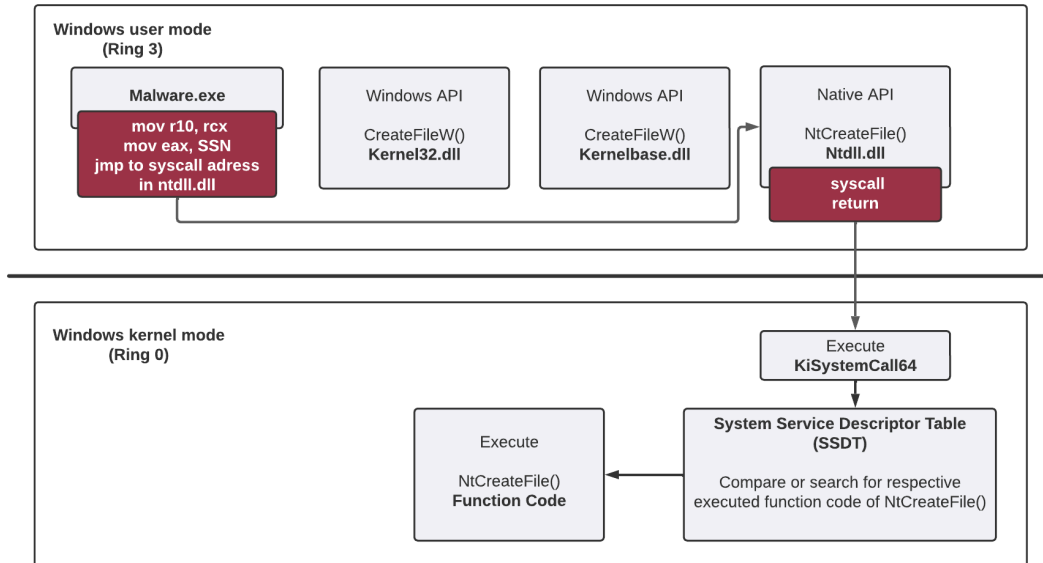 Windows user mode
(Ring 3)
Malware.exe
mov r10, rcx
mov eax, SSN
jmp to syscall adress
in ntdll.dll
Windows API
CreateFileW()
Kernel32.dll
Windows API
CreateFileW()
Kernelbase.dll
Native API
NtCreateFile()
Ntdll.dll
syscall
return
Windows kernel mode
(Ring 0)
Execute
KiSystemCall64
Execute
NtCreateFile()
Function Code
System Service Descriptor Table
(SSDT)
Compare or search for respective
executed function code of NtCreateFile()